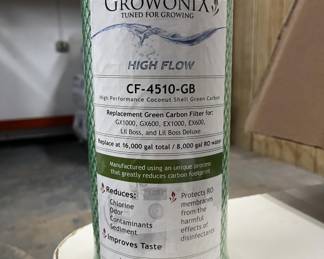 GROWONIX
TUNED FOR GROWING
HIGH FLOW
CF-4510-GB
High Performance Coconut Shell Green Carbon
Replacement Green Carbon Filter for:
GX1000, GX600, EX1000, EX600,
Lil Boss, and Lil Boss Deluxe
Replace at 16,000 gal total / 8,000 gal RO water
Manufactured using an unique process
that greatly reduces carbon footprint
Reduces:
Chlorine
Odor
Contaminants
Sediment
Improves Taste
Protects RO
membranes
from the
harmful
effects of
disinfectants